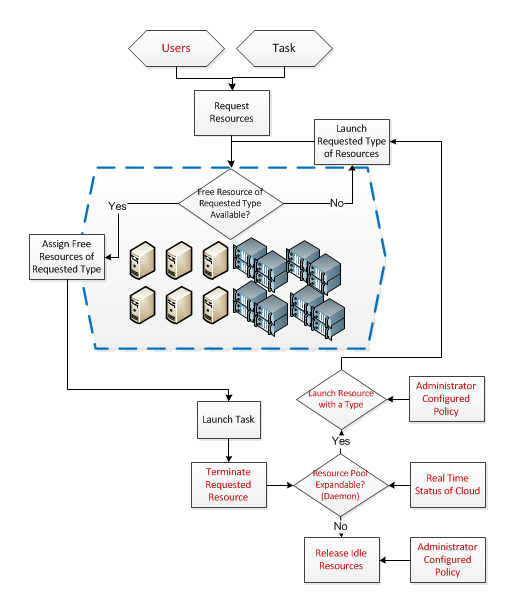 Users
Task
Request
Resources
Launch
Requested Type
of Resources
Free Resource of
Requested Type
Available?
Yes
No
Assign Free
Resources of
Requested Type
Launch Resource
with a Type
Administrator
Configured
Policy
Launch Task
Yes
Terminate
Requested
Resource
Resource Pool
Expandable?
(Daemon)
Real Time
Status of Cloud
No
Release Idle
Resources
Administrator
Configured
Policy